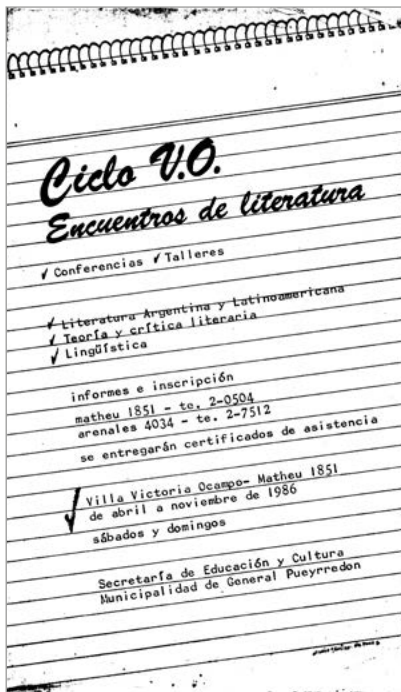 Ciclo V.O.
Encuentros de literatura
✓ Conferencias ✓ Talleres
✓ Literatura Argentina y Latinoamericana
✓ Teoría y crítica literaria
✓ Lingüística
informes e inscripción
matheu 1851 - te. 2-0504
arenales 4034 - te. 2-7512
se entregarán certificados de asistencia
✓ Villa Victoria Ocampo- Matheu 1851
de abril a noviembre de 1986
sábados y domingos
Secretaría de Educación y Cultura
Municipalidad de General Pueyrredon